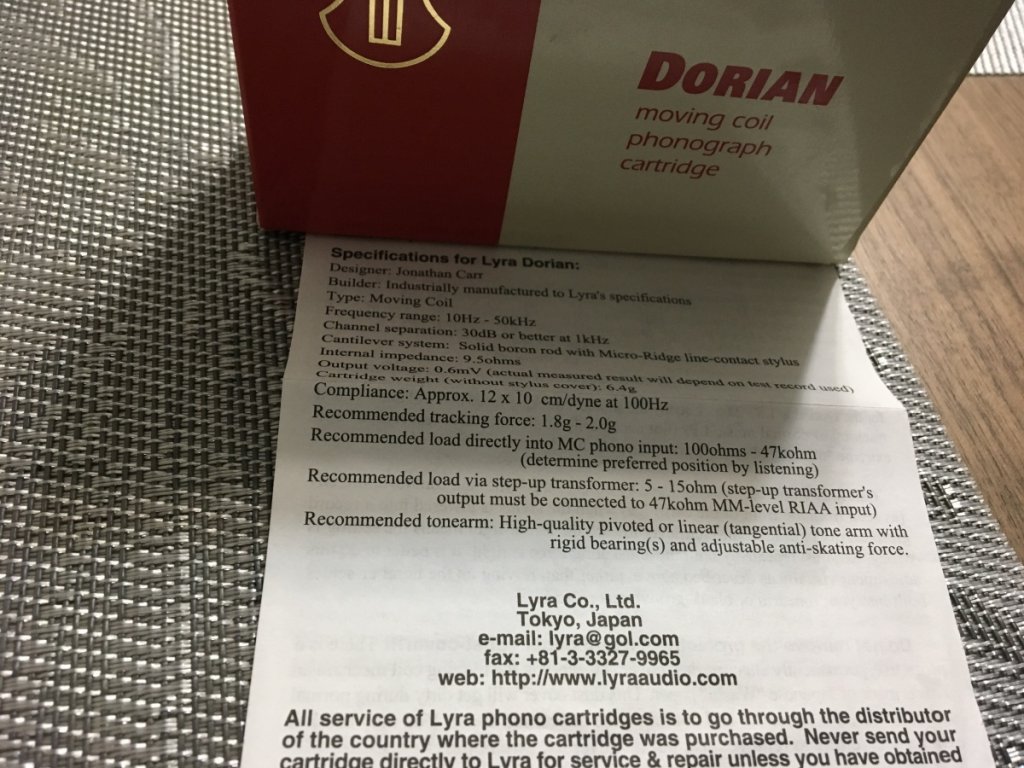 DORIAN
moving coil
phonograph
cartridge
Specifications for Lyra Dorian:
Designer: Jonathan Carr
Builder: Industrially manufactured to Lyra's specifications
Type: Moving Coil
Frequency range: 10Hz - 50kHz
Channel separation: 30dB or better at 1kHz
Cantilever system: Solid boron rod with Micro-Ridge line-contact stylus
Internal impedance: 9.5ohms
Output voltage: 0.6mV (actual measured result will depend on test record used)
Cartridge weight (without stylus cover): 6.4g
Compliance: Approx. 12 x 10 cm/dyne at 100Hz
Recommended tracking force: 1.8g - 2.0g
Recommended load directly into MC phono input: 100ohms - 47kohm
(determine preferred position by listening)
Recommended load via step-up transformer: 5 - 15ohm (step-up transformer's
output must be connected to 47kohm MM-level RIAA input)
Recommended tonearm: High-quality pivoted or linear (tangential) tone arm with
rigid bearing(s) and adjustable anti-skating force.
Lyra Co., Ltd.
Tokyo, Japan
e-mail: lyra@gol.com
fax: +81-3-3327-9965
web: http://www.lyraaudio.com
All service of Lyra phono cartridges is to go through the distributor
of the country where the cartridge was purchased. Never send your
cartridge directly to Lyra for service & repair unless you have obtained